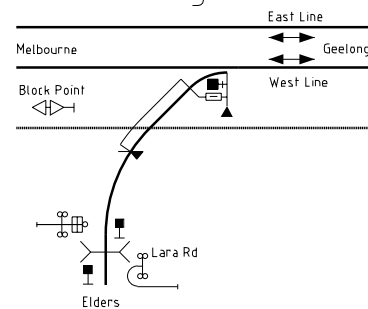 East Line
Melbourne
Geelong
West Line
Block Point
Lara Rd
Elders